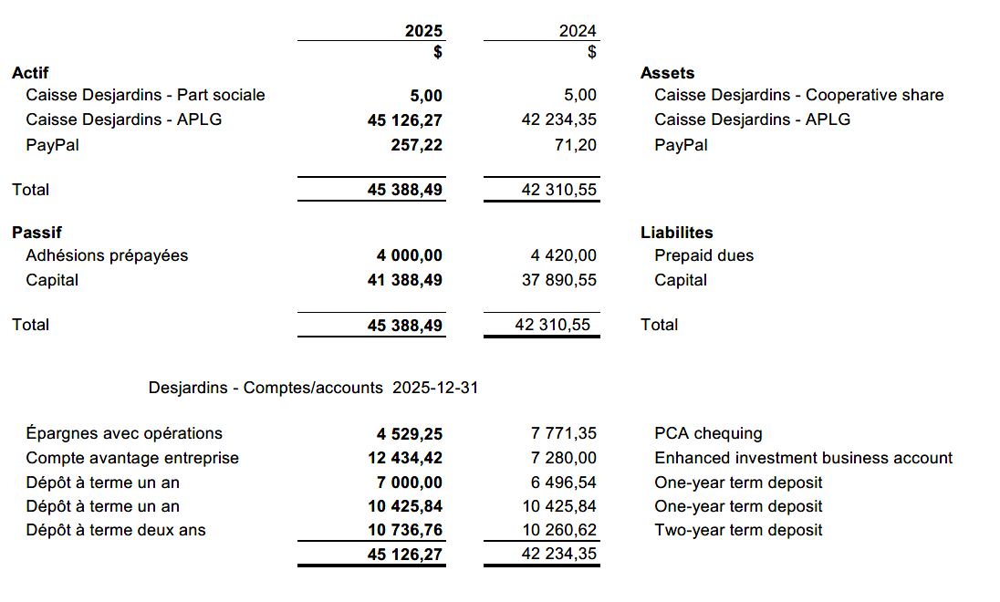 2025 2024
$ $
Actif Assets
Caisse Desjardins - Part sociale 5,00 5,00 Caisse Desjardins - Cooperative share
Caisse Desjardins - APLG 45 126,27 42 234,35 Caisse Desjardins - APLG
PayPal 257,22 71,20 PayPal
Total 45 388,49 42 310,55
Passif Liabilites
Adhésions prépayées 4 000,00 4 420,00 Prepaid dues
Capital 41 388,49 37 890,55 Capital
Total 45 388,49 42 310,55 Total
Desjardins - Comptes/accounts 2025-12-31
Épargnes avec opérations 4 529,25 7 771,35 PCA chequing
Compte avantage entreprise 12 434,42 7 280,00 Enhanced investment business account
Dépôt à terme un an 7 000,00 6 496,54 One-year term deposit
Dépôt à terme un an 10 425,84 10 425,84 One-year term deposit
Dépôt à terme deux ans 10 736,76 10 260,62 Two-year term deposit
45 126,27 42 234,35